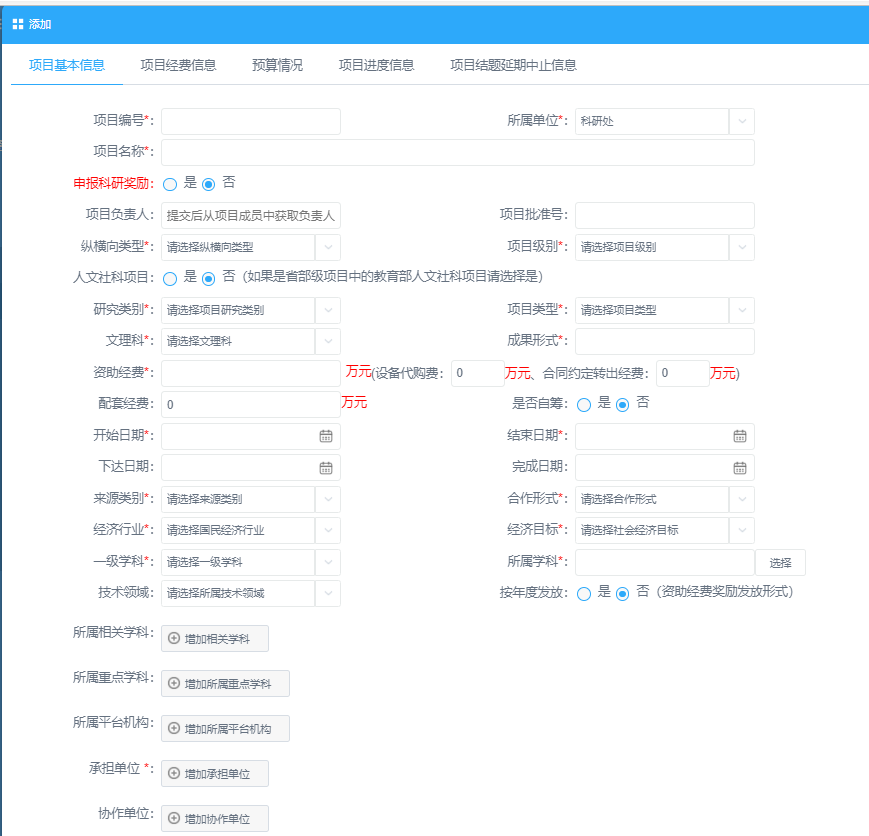 添加
项目基本信息 项目经费信息 预算情况 项目进度信息 项目结题延期中止信息
项目编号*: 所属单位*: 科研处
项目名称*:
申报科研奖励: 是 否
项目负责人: 提交后从项目成员中获取负责人 项目批准号:
纵横向类型*: 请选择纵横向类型 项目级别*: 请选择项目级别
人文社科项目: 是 否（如果是省部级项目中的教育部人文社科项目请选择是）
研究类别*: 请选择项目研究类别 项目类型*: 请选择项目类型
文理科*: 请选择文理科 成果形式*:
资助经费*: 万元(设备代购费: 0 万元、合同约定转出经费: 0 万元)
配套经费: 0 万元 是否自筹: 是 否
开始日期*: 结束日期*:
下达日期: 完成日期:
来源类别*: 请选择来源类别 合作形式*: 请选择合作形式
经济行业*: 请选择国民经济行业 经济目标*: 请选择社会经济目标
一级学科*: 请选择一级学科 所属学科*: 选择
技术领域: 请选择所属技术领域 按年度发放: 是 否（资助经费奖励发放形式）
所属相关学科: 增加相关学科
所属重点学科: 增加所属重点学科
所属平台机构: 增加所属平台机构
承担单位 *: 增加承担单位
协作单位: 增加协作单位